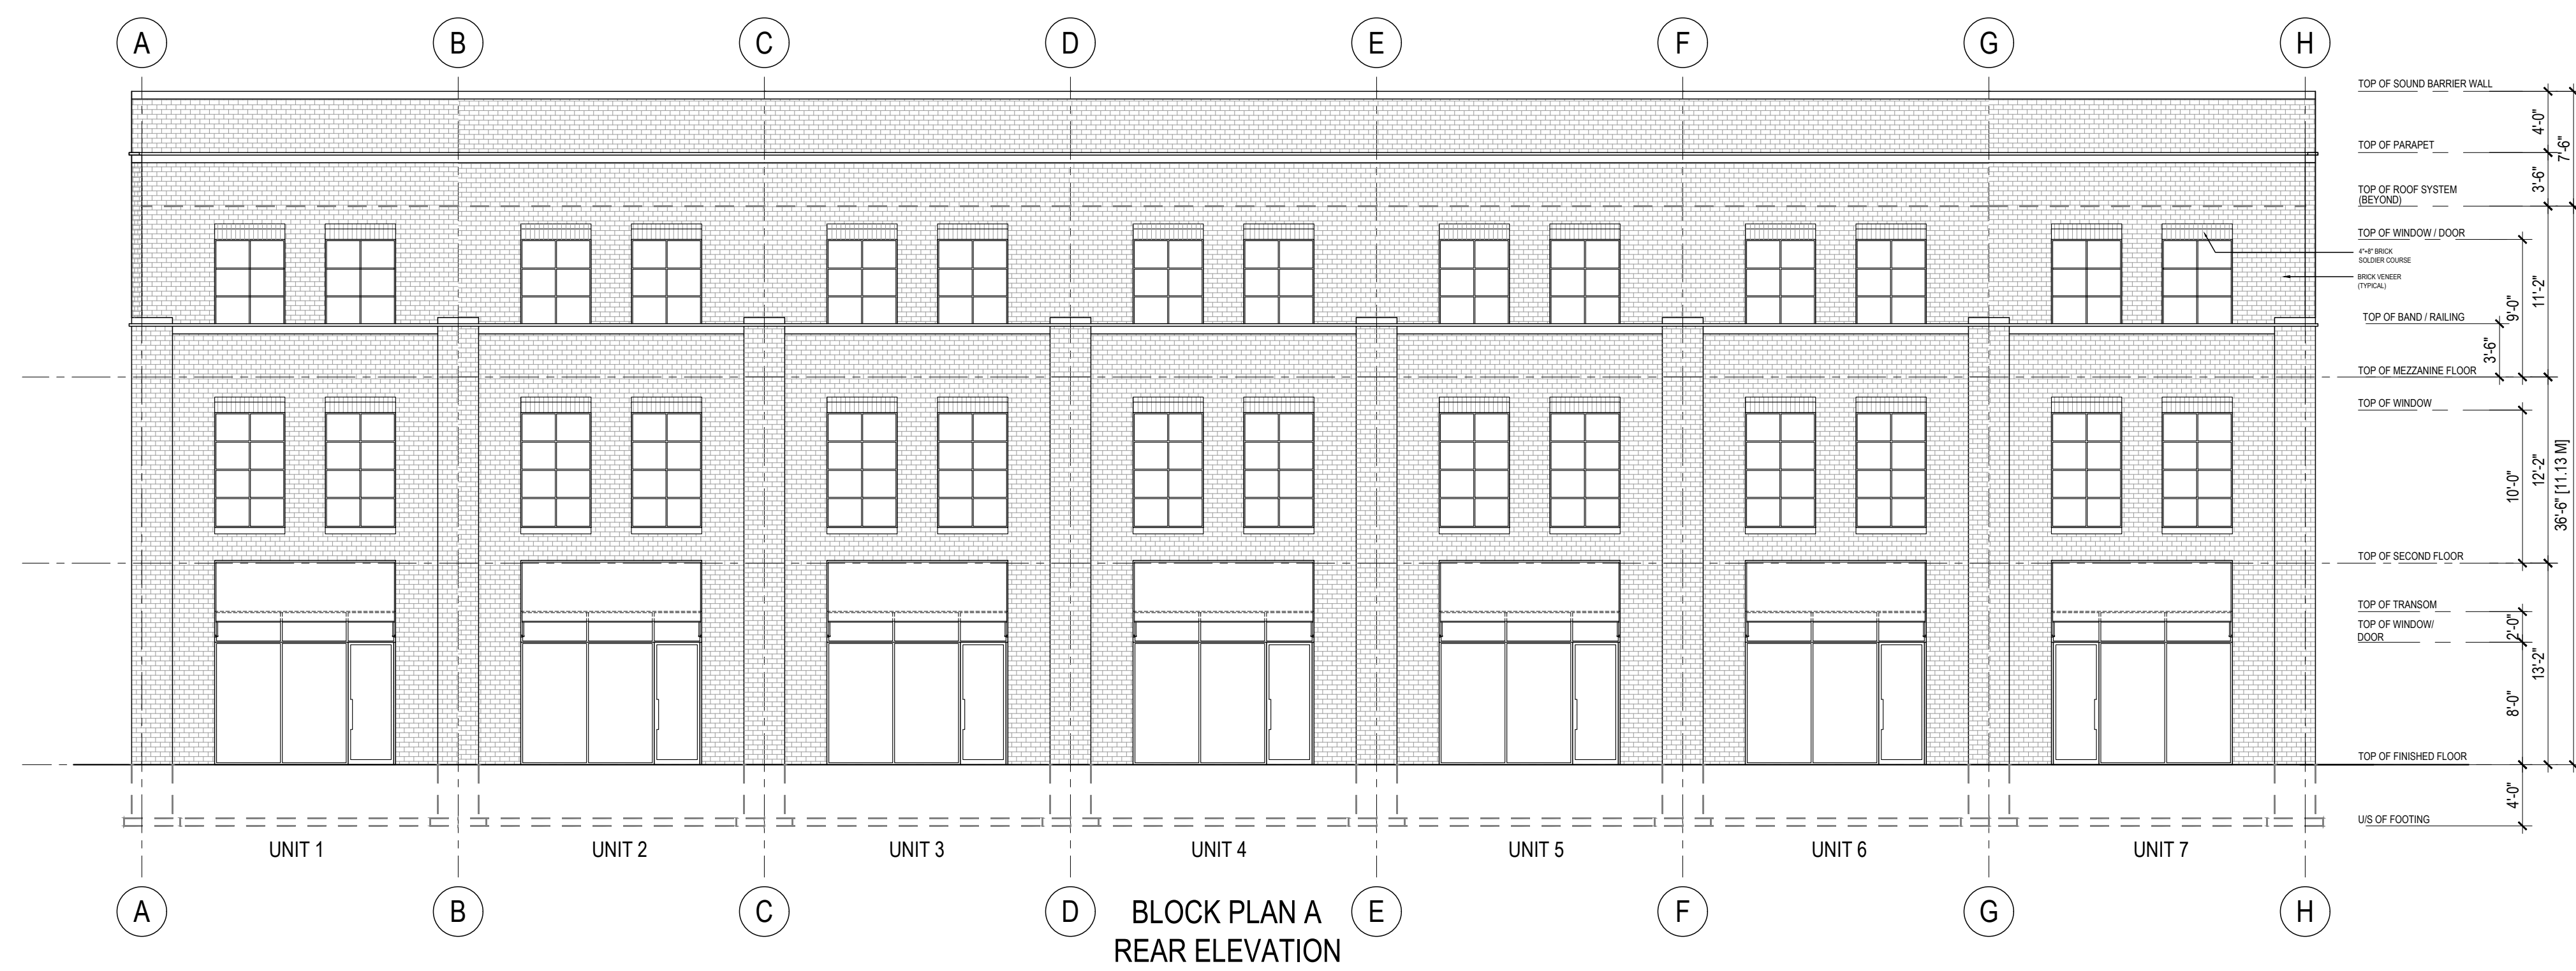 A B C D E F G H
TOP OF SOUND BARRIER WALL
4'-0"
7'-6"
TOP OF PARAPET
3'-6"
TOP OF ROOF SYSTEM
(BEYOND)
TOP OF WINDOW / DOOR
4"+8" BRICK
SOLDIER COURSE
BRICK VENEER
(TYPICAL)
11'-2"
9'-0"
TOP OF BAND / RAILING
3'-6"
TOP OF MEZZANINE FLOOR
TOP OF WINDOW
10'-0"
12'-2"
36'-6" [11.13 M]
TOP OF SECOND FLOOR
TOP OF TRANSOM
TOP OF WINDOW/
DOOR
2'-0"
13'-2"
8'-0"
TOP OF FINISHED FLOOR
4'-0"
U/S OF FOOTING
UNIT 1 UNIT 2 UNIT 3 UNIT 4 UNIT 5 UNIT 6 UNIT 7
A B C D E F G H
BLOCK PLAN A
REAR ELEVATION